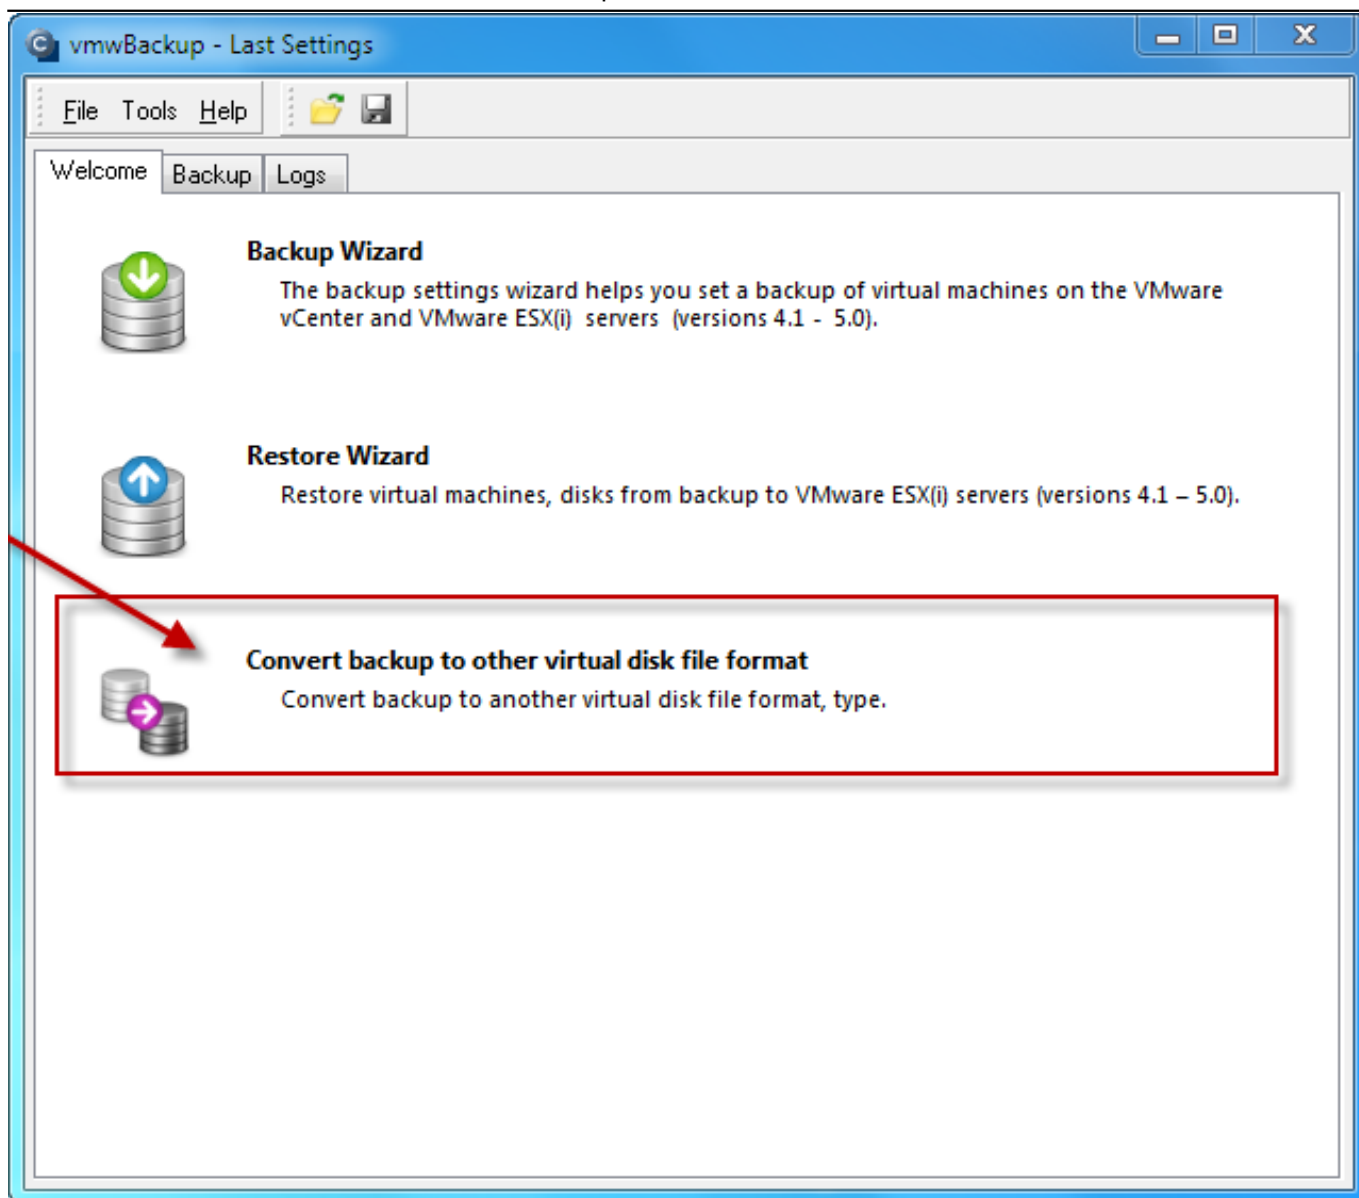 vmwBackup - Last Settings
File Tools Help
Welcome Backup Logs
Backup Wizard
The backup settings wizard helps you set a backup of virtual machines on the VMware
vCenter and VMware ESX(i) servers (versions 4.1 - 5.0).
Restore Wizard
Restore virtual machines, disks from backup to VMware ESX(i) servers (versions 4.1 – 5.0).
Convert backup to other virtual disk file format
Convert backup to another virtual disk file format, type.